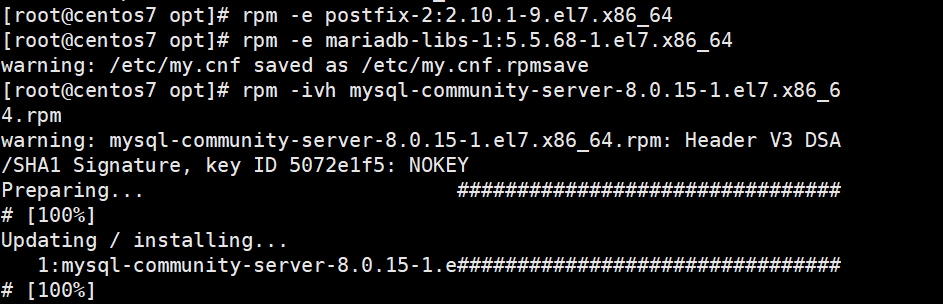 [root@centos7 opt]# rpm -e postfix-2:2.10.1-9.el7.x86_64
[root@centos7 opt]# rpm -e mariadb-libs-1:5.5.68-1.el7.x86_64
warning: /etc/my.cnf saved as /etc/my.cnf.rpmsave
[root@centos7 opt]# rpm -ivh mysql-community-server-8.0.15-1.el7.x86_6
4.rpm
warning: mysql-community-server-8.0.15-1.el7.x86_64.rpm: Header V3 DSA
/SHA1 Signature, key ID 5072e1f5: NOKEY
Preparing...                          ################################
# [100%]
Updating / installing...
   1:mysql-community-server-8.0.15-1.e################################
# [100%]